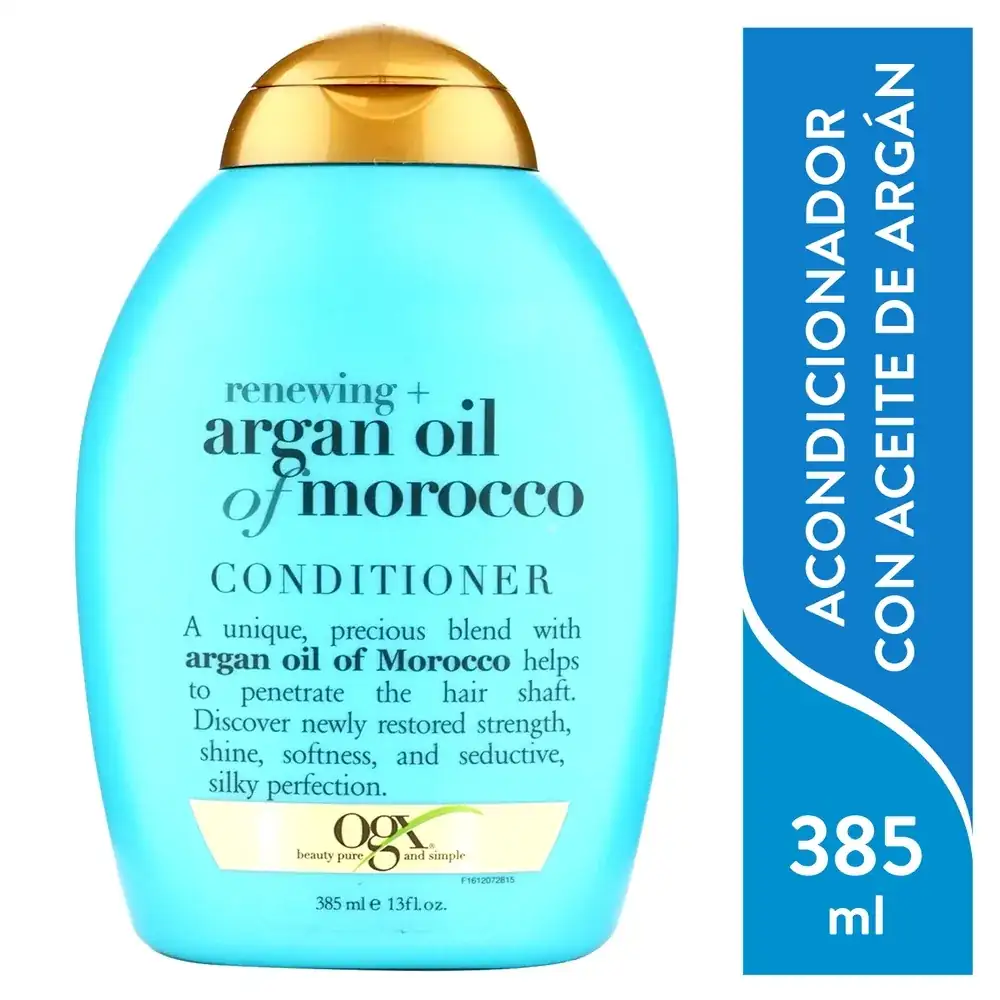 renewing +
argan oil
of morocco
CONDITIONER
A unique, precious blend with
argan oil of Morocco helps
to penetrate the hair shaft.
Discover newly restored strength,
shine, softness, and seductive,
silky perfection.
ogx®
beauty pure and simple
F1612072815
385 ml e 13fl.oz.
ACONDICIONADOR
CON ACEITE DE ARGÁN
385
ml